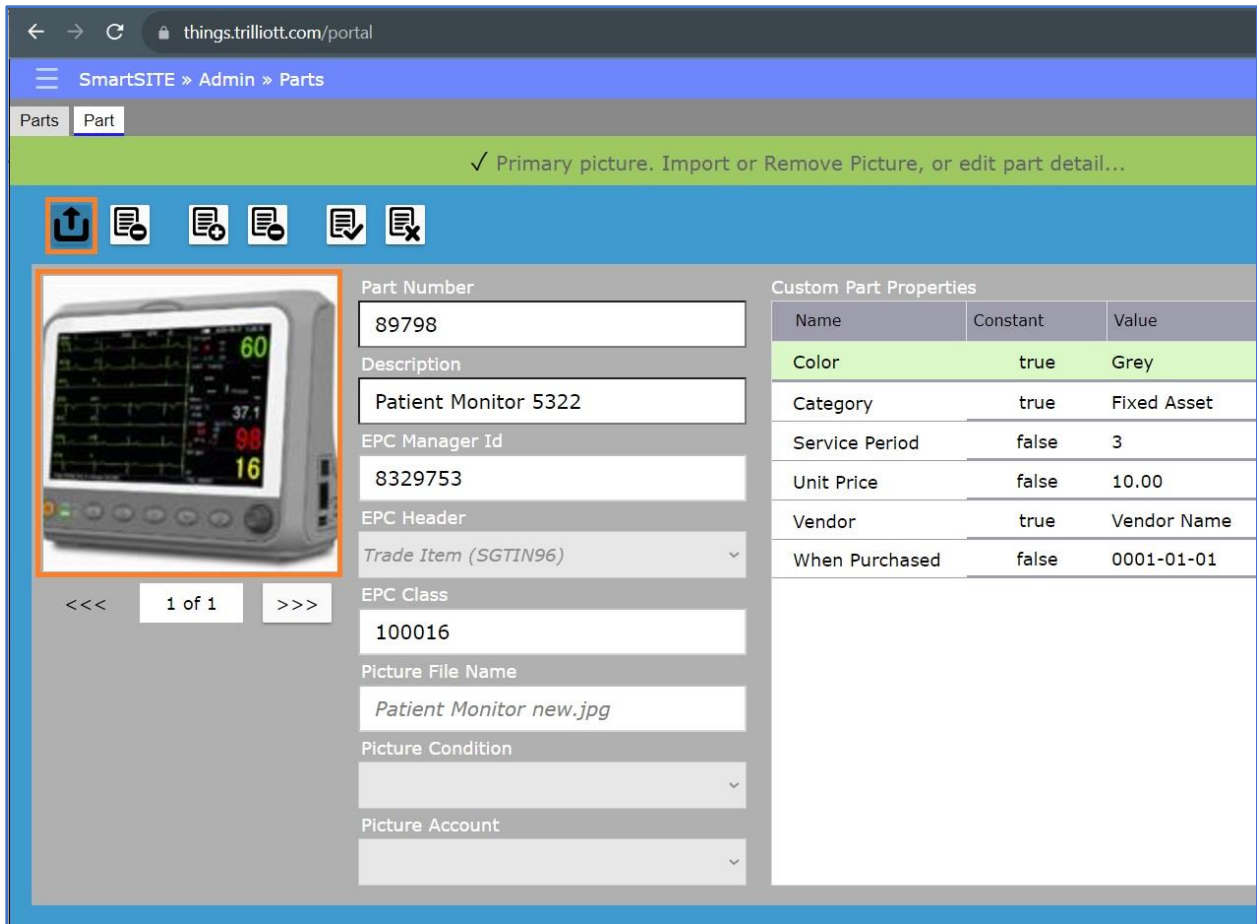 things.trilliott.com/portal
SmartSITE » Admin » Parts
Parts Part
✓ Primary picture. Import or Remove Picture, or edit part detail...
60
37.1
98
16
<<< 1 of 1 >>>
Part Number
89798
Description
Patient Monitor 5322
EPC Manager Id
8329753
EPC Header
Trade Item (SGTIN96)
EPC Class
100016
Picture File Name
Patient Monitor new.jpg
Picture Condition
Picture Account
Custom Part Properties
Name Constant Value
Color true Grey
Category true Fixed Asset
Service Period false 3
Unit Price false 10.00
Vendor true Vendor Name
When Purchased false 0001-01-01